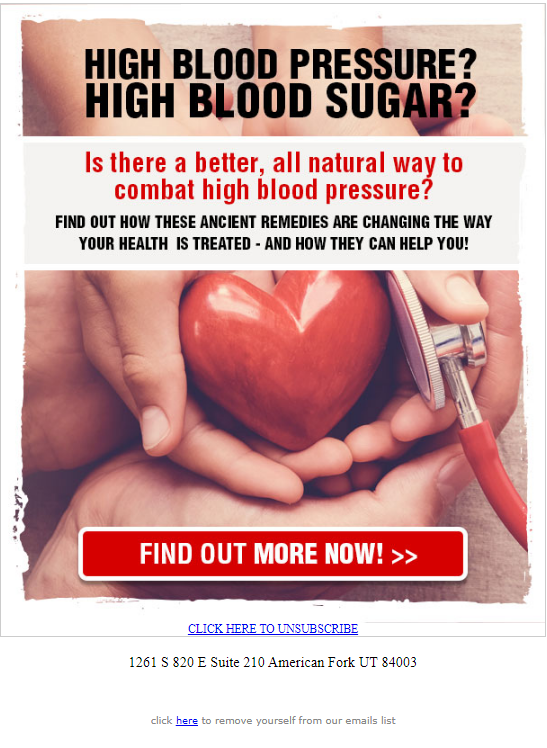 HIGH BLOOD PRESSURE?
HIGH BLOOD SUGAR?
Is there a better, all natural way to
combat high blood pressure?
FIND OUT HOW THESE ANCIENT REMEDIES ARE CHANGING THE WAY
YOUR HEALTH IS TREATED - AND HOW THEY CAN HELP YOU!
FIND OUT MORE NOW! >>
CLICK HERE TO UNSUBSCRIBE
1261 S 820 E Suite 210 American Fork UT 84003
click here to remove yourself from our emails list